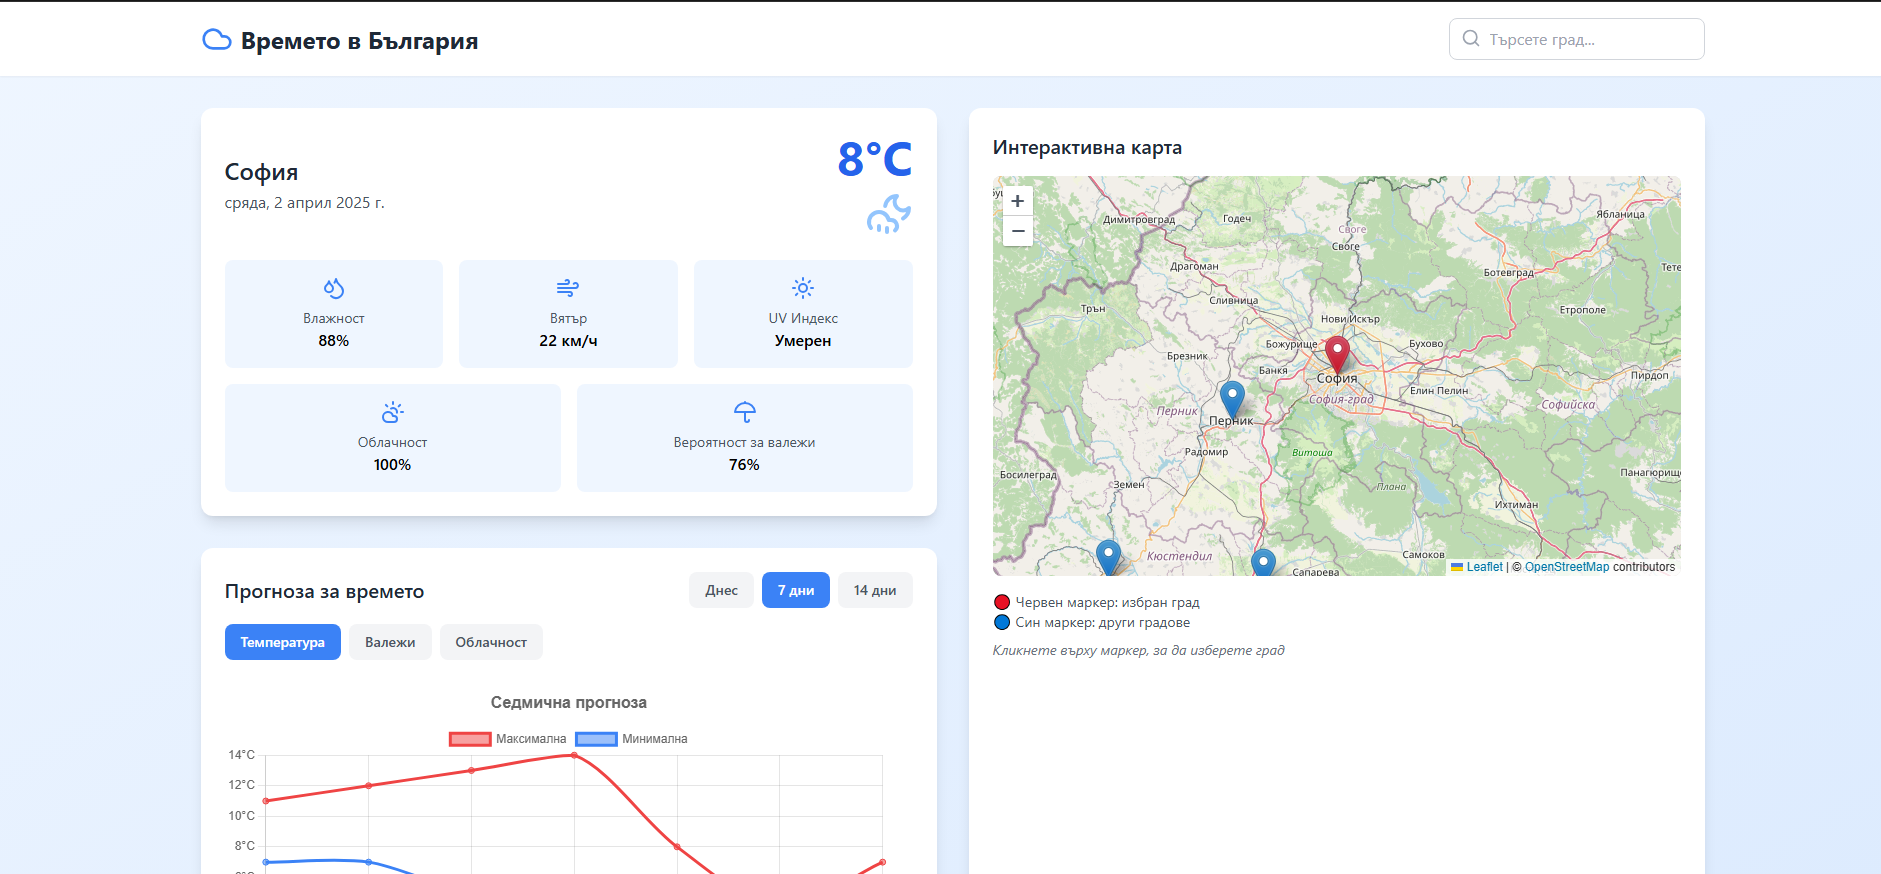 Времето в България
Търсете град...
София
сряда, 2 април 2025 г.
8°C
Влажност
88%
Вятър
22 км/ч
UV Индекс
Умерен
Облачност
100%
Вероятност за валежи
76%
Прогноза за времето
Днес
7 дни
14 дни
Температура
Валежи
Облачност
Седмична прогноза
Максимална
Минимална
14°C
12°C
10°C
8°C
Интерактивна карта
+
−
Димитровград
Годеч
Своге
Своге
Ябланица
Драгоман
Ботевград
Сливница
Трън
Етрополе
Нови Искър
Божурище
Бухово
Брезник
Банка
София
Елин Пелин
Пирдоп
София-град
Софийска
Перник
Перник
Радомир
Витоша
Босилеград
Земен
Плана
Ихтиман
Кюстендил
Самоков
Сапарева
Leaflet | © OpenStreetMap contributors
Червен маркер: избран град
Син маркер: други градове
Кликнете върху маркер, за да изберете град